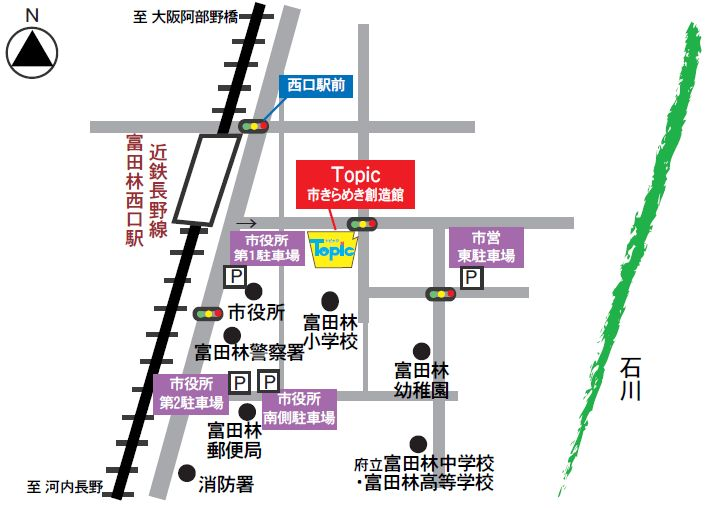 N
至 大阪阿部野橋
西口駅前
近鉄長野線
富田林西口駅
Topic
市きらめき創造館
→
市役所
第1駐車場
トピック
Topic
市営
東駐車場
P
P
市役所
富田林
小学校
富田林警察署
富田林
幼稚園
石川
市役所
第2駐車場
P
P
市役所
南側駐車場
富田林
郵便局
府立富田林中学校
・富田林高等学校
消防署
至 河内長野